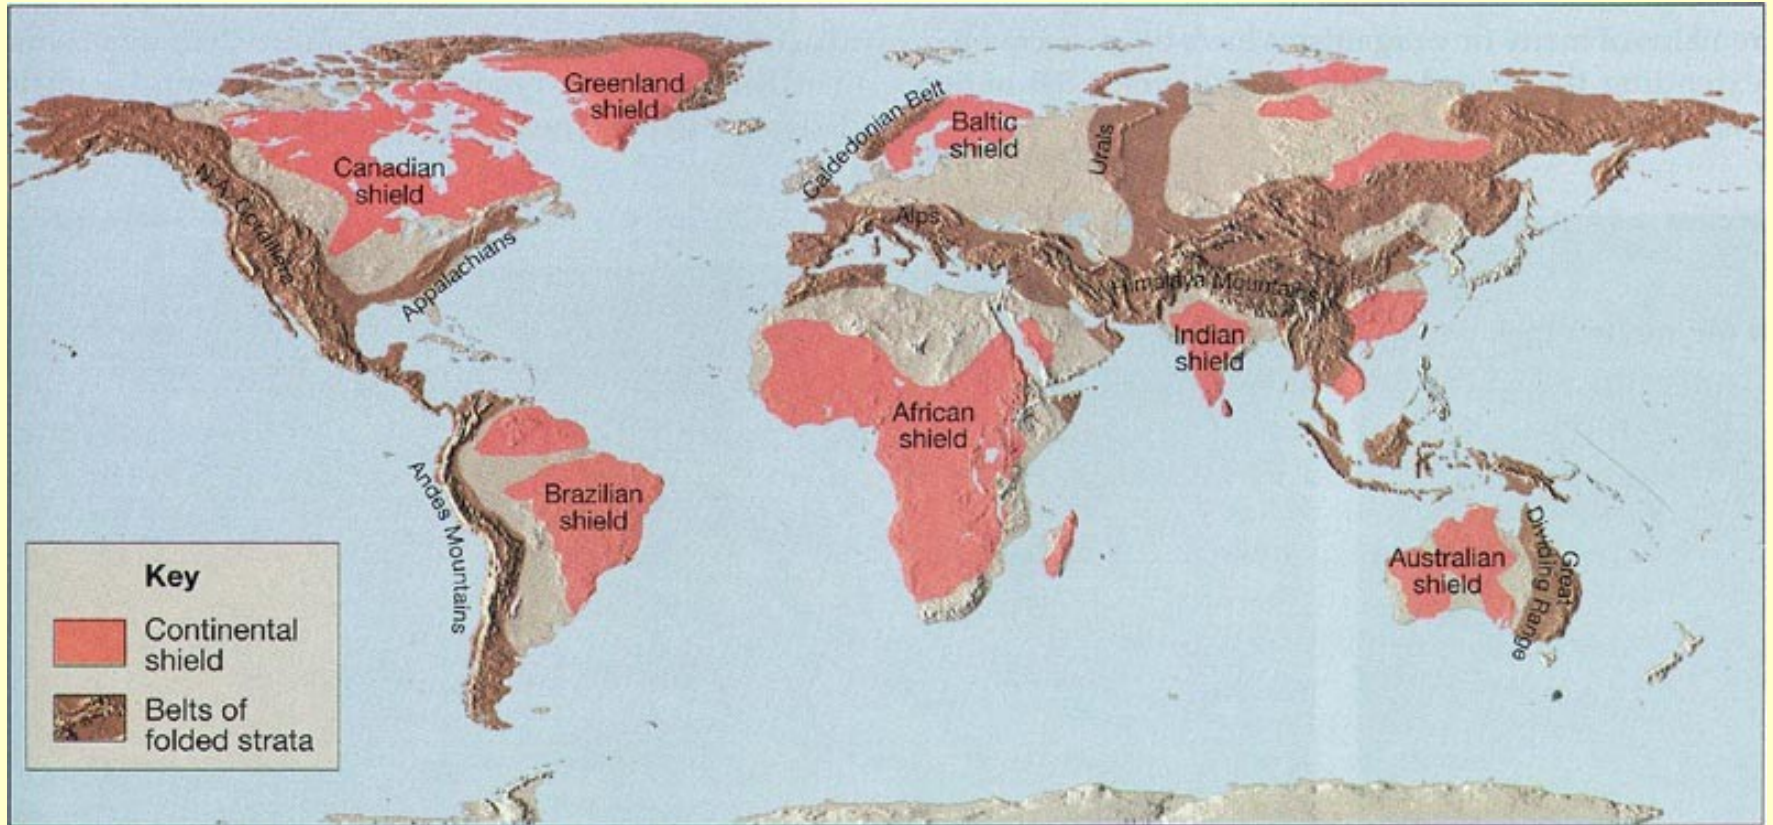 Greenland
shield
Canadian
shield
N.A. Cordillera
Appalachians
Caldedonian Belt
Baltic
shield
Urals
Alps
Himalaya Mountains
Indian
shield
African
shield
Andes Mountains
Brazilian
shield
Australian
shield
Great
Dividing Range
Key
Continental
shield
Belts of
folded strata